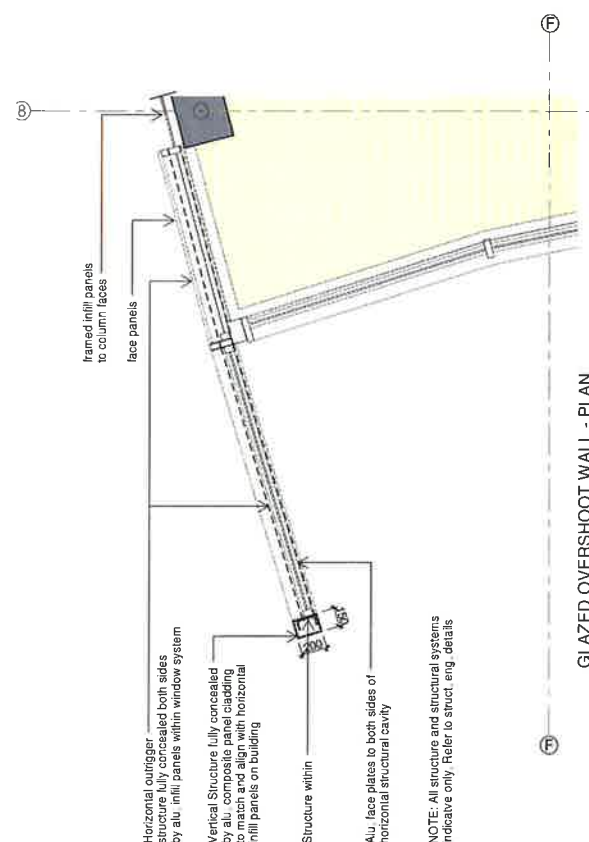 8
F
framed infill panels
to column faces
face panels
Horizontal outrigger
structure fully concealed both sides
by alu. infill panels within window system
Vertical Structure fully concealed
by alu. composite panel cladding
to match and align with horizontal
infill panels on building
Structure within
150
200
Alu. face plates to both sides of
horizontal structural cavity
NOTE: All structure and structural systems
indicatve only. Refer to struct. eng. details
F
GLAZED OVERSHOOT WALL - PLAN